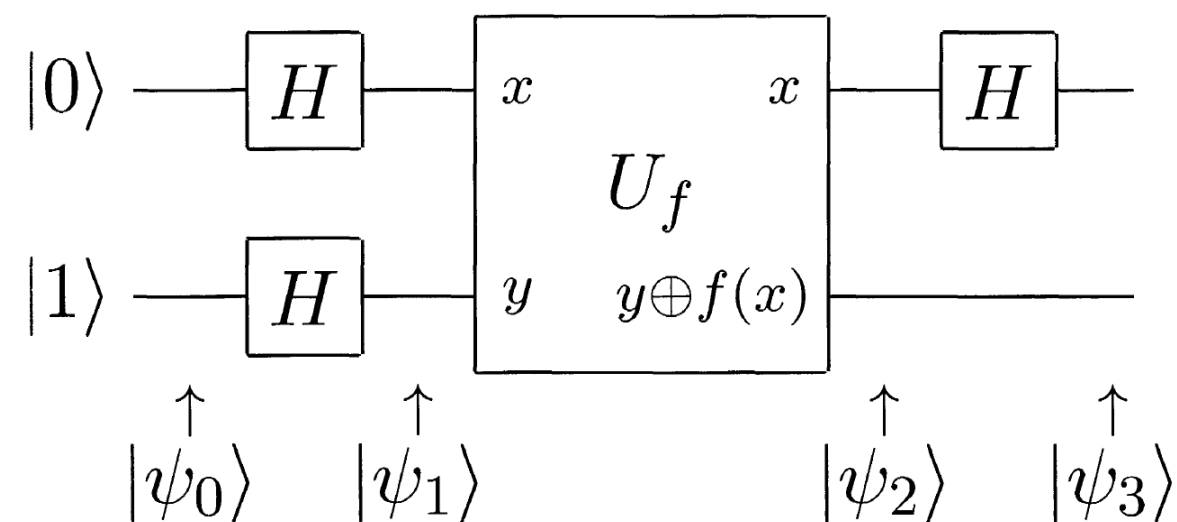 |0⟩ H x x H
U_f
|1⟩ H y y⊕f(x)
↑ ↑ ↑ ↑
|ψ₀⟩ |ψ₁⟩ |ψ₂⟩ |ψ₃⟩